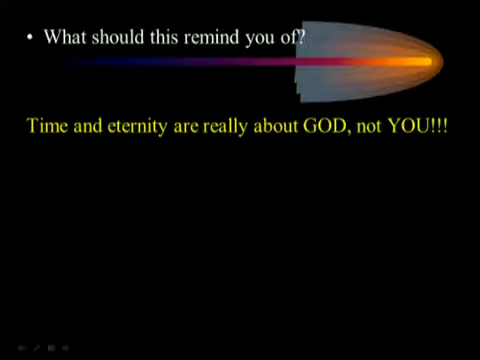 • What should this remind you of?
Time and eternity are really about GOD, not YOU!!!